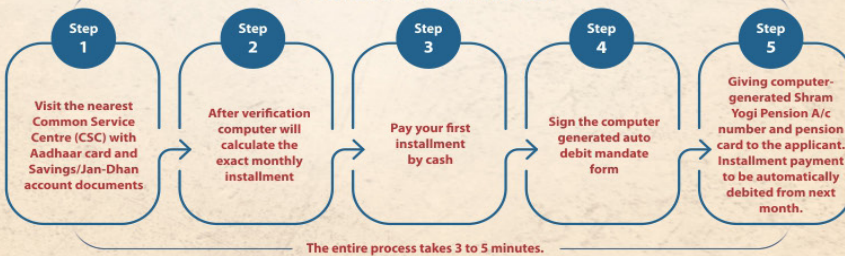 Step
1
Visit the nearest
Common Service
Centre (CSC) with
Aadhaar card and
Savings/Jan-Dhan
account documents
Step
2
After verification
computer will
calculate the
exact monthly
installment
Step
3
Pay your first
installment
by cash
Step
4
Sign the computer
generated auto
debit mandate
form
Step
5
Giving computer-
generated Shram
Yogi Pension A/c
number and pension
card to the applicant.
Installment payment
to be automatically
debited from next
month.
The entire process takes 3 to 5 minutes.